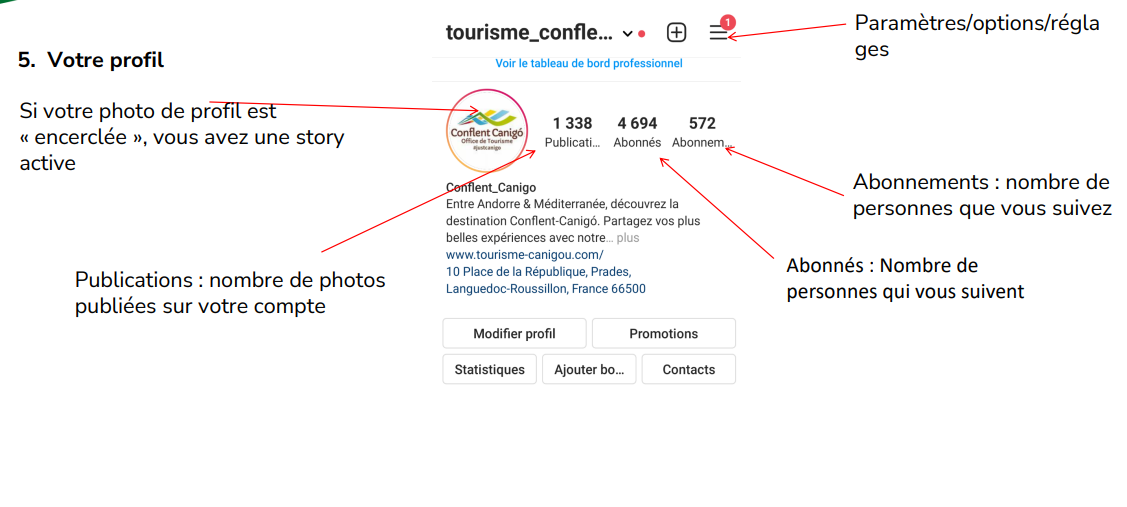 5. Votre profil
Si votre photo de profil est
« encerclée », vous avez une story
active
Publications : nombre de photos
publiées sur votre compte
tourisme_confle...
1
Voir le tableau de bord professionnel
Conflent Canigó
Office de Tourisme
#justcanigo
1 338 4 694 572
Publicati... Abonnés Abonnem...
Conflent_Canigo
Entre Andorre & Méditerranée, découvrez la
destination Conflent-Canigó. Partagez vos plus
belles expériences avec notre... plus
www.tourisme-canigou.com/
10 Place de la République, Prades,
Languedoc-Roussillon, France 66500
Modifier profil Promotions
Statistiques Ajouter bo... Contacts
Paramètres/options/régla
ges
Abonnements : nombre de
personnes que vous suivez
Abonnés : Nombre de
personnes qui vous suivent